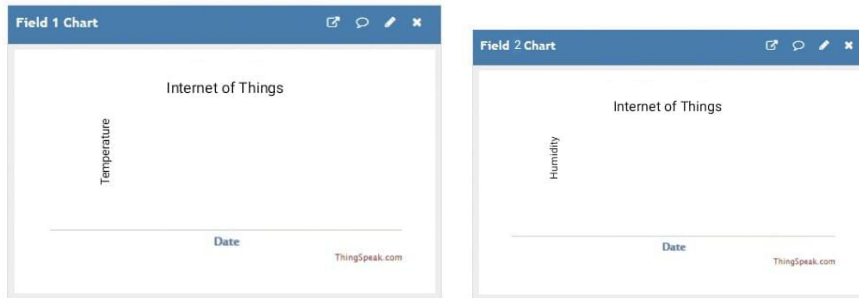 Field 1 Chart
Internet of Things
Temperature
Date
ThingSpeak.com
Field 2 Chart
Internet of Things
Humidity
Date
ThingSpeak.com